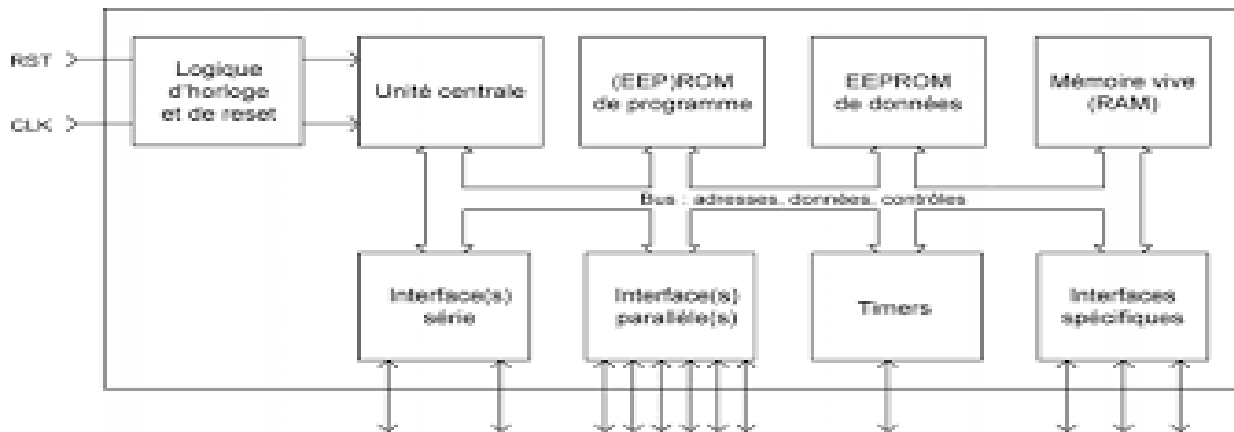 RST
CLK
Logique
d'horloge
et de reset
Unité centrale
(EEP)ROM
de programme
EEPROM
de données
Mémoire vive
(RAM)
Bus : adresses, données, contrôles
Interface(s)
série
Interface(s)
parallèle(s)
Timers
Interfaces
spécifiques